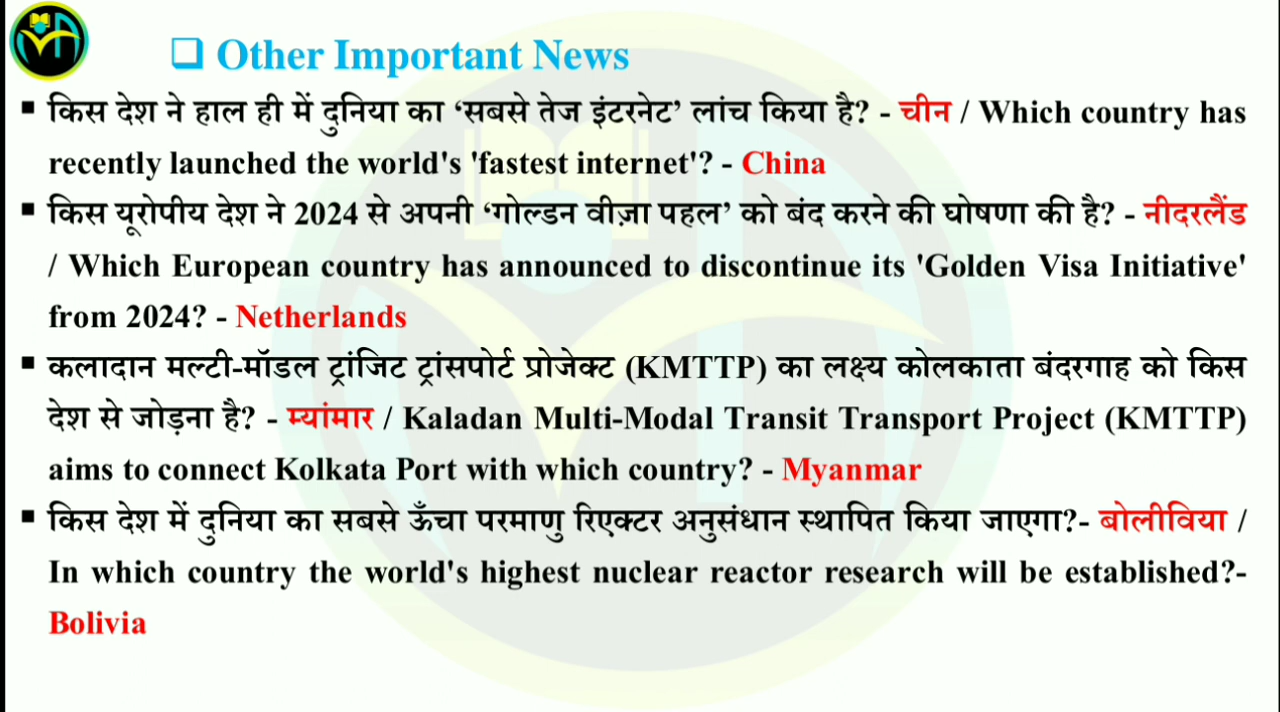 ❑ Other Important News
▪ किस देश ने हाल ही में दुनिया का ‘सबसे तेज इंटरनेट’ लांच किया है? - चीन / Which country has
recently launched the world's 'fastest internet'? - China
▪ किस यूरोपीय देश ने 2024 से अपनी ‘गोल्डन वीज़ा पहल’ को बंद करने की घोषणा की है? - नीदरलैंड
/ Which European country has announced to discontinue its 'Golden Visa Initiative'
from 2024? - Netherlands
▪ कलादान मल्टी-मॉडल ट्रांजिट ट्रांसपोर्ट प्रोजेक्ट (KMTTP) का लक्ष्य कोलकाता बंदरगाह को किस
देश से जोड़ना है? - म्यांमार / Kaladan Multi-Modal Transit Transport Project (KMTTP)
aims to connect Kolkata Port with which country? - Myanmar
▪ किस देश में दुनिया का सबसे ऊँचा परमाणु रिएक्टर अनुसंधान स्थापित किया जाएगा?- बोलीविया /
In which country the world's highest nuclear reactor research will be established?-
Bolivia